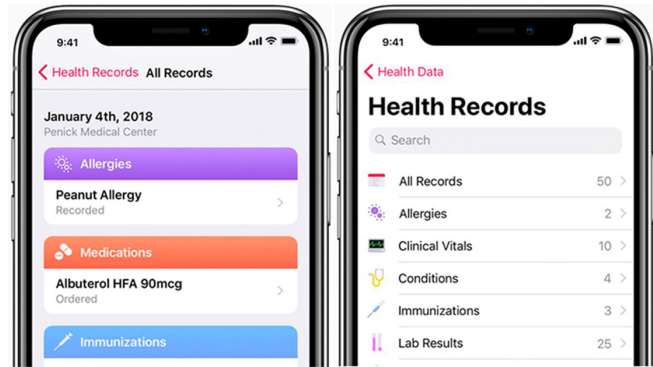 9:41
Health Records All Records
January 4th, 2018
Penick Medical Center
Allergies
Peanut Allergy
Recorded
Medications
Albuterol HFA 90mcg
Ordered
Immunizations
9:41
Health Data
Health Records
Search
All Records 50
Allergies 2
Clinical Vitals 10
Conditions 4
Immunizations 3
Lab Results 25